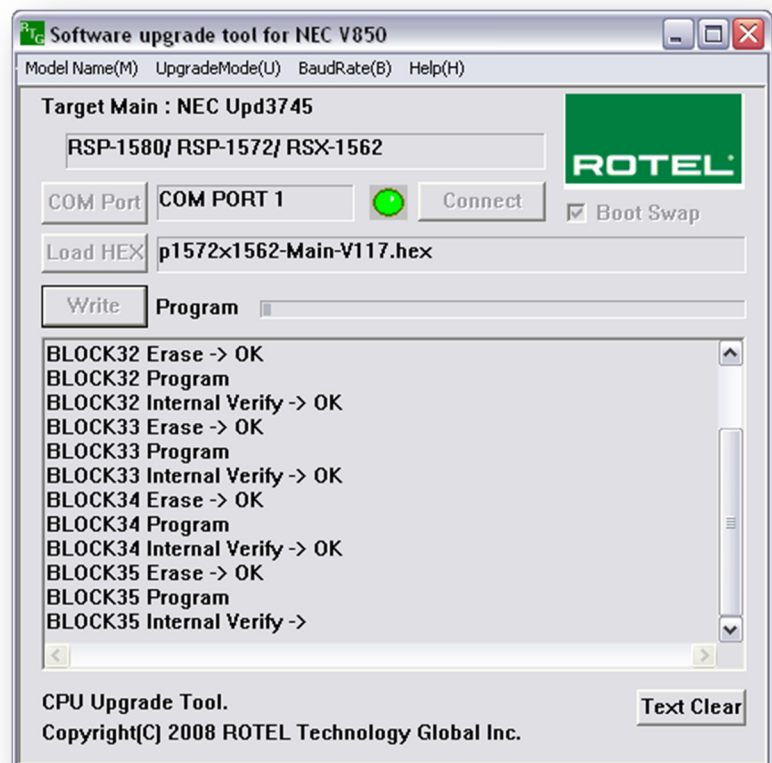 RTG Software upgrade tool for NEC V850
Model Name(M) UpgradeMode(U) BaudRate(B) Help(H)
Target Main : NEC Upd3745
RSP-1580/ RSP-1572/ RSX-1562
ROTEL
COM Port COM PORT 1 Connect Boot Swap
Load HEX p1572x1562-Main-V117.hex
Write Program
BLOCK32 Erase -> OK
BLOCK32 Program
BLOCK32 Internal Verify -> OK
BLOCK33 Erase -> OK
BLOCK33 Program
BLOCK33 Internal Verify -> OK
BLOCK34 Erase -> OK
BLOCK34 Program
BLOCK34 Internal Verify -> OK
BLOCK35 Erase -> OK
BLOCK35 Program
BLOCK35 Internal Verify ->
CPU Upgrade Tool. Text Clear
Copyright(C) 2008 ROTEL Technology Global Inc.